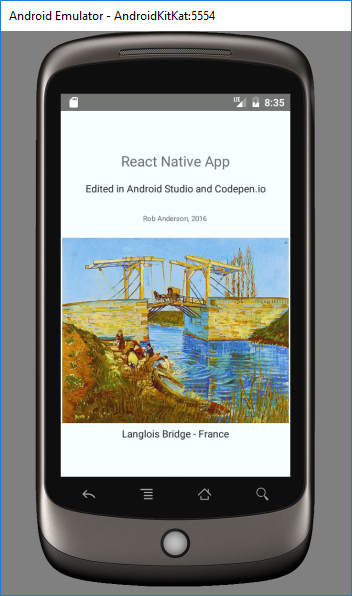 Android Emulator - AndroidKitKat:5554
LTE 8:35
React Native App
Edited in Android Studio and Codepen.io
Rob Anderson, 2016
Langlois Bridge - France